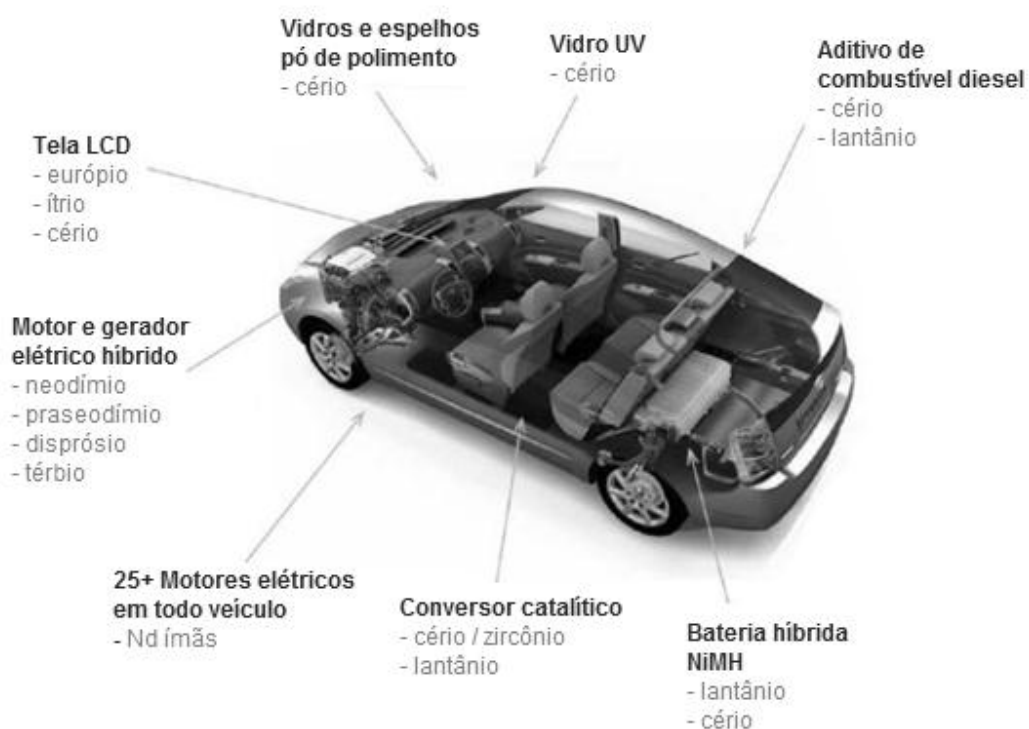 Vidros e espelhos
pó de polimento
- cério
Vidro UV
- cério
Aditivo de
combustível diesel
- cério
- lantânio
Tela LCD
- európio
- ítrio
- cério
Motor e gerador
elétrico híbrido
- neodímio
- praseodímio
- disprósio
- térbio
25+ Motores elétricos
em todo veículo
- Nd ímãs
Conversor catalítico
- cério / zircônio
- lantânio
Bateria híbrida
NiMH
- lantânio
- cério